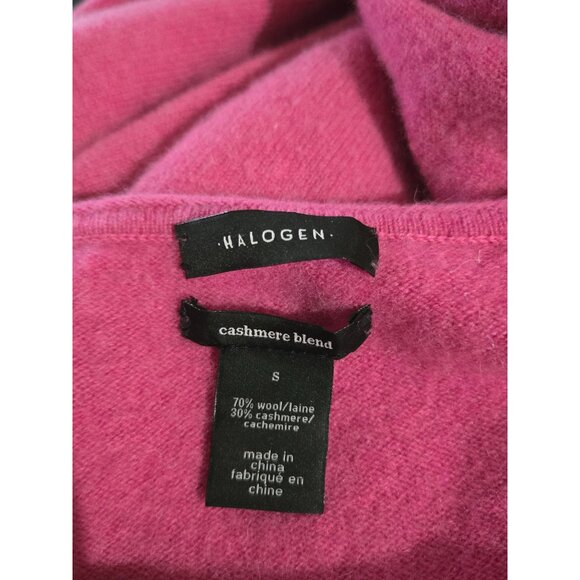 ·HALOGEN·
cashmere blend
S
70% wool/laine
30% cashmere/
cachemire
made in
china
fabriqué en
chine